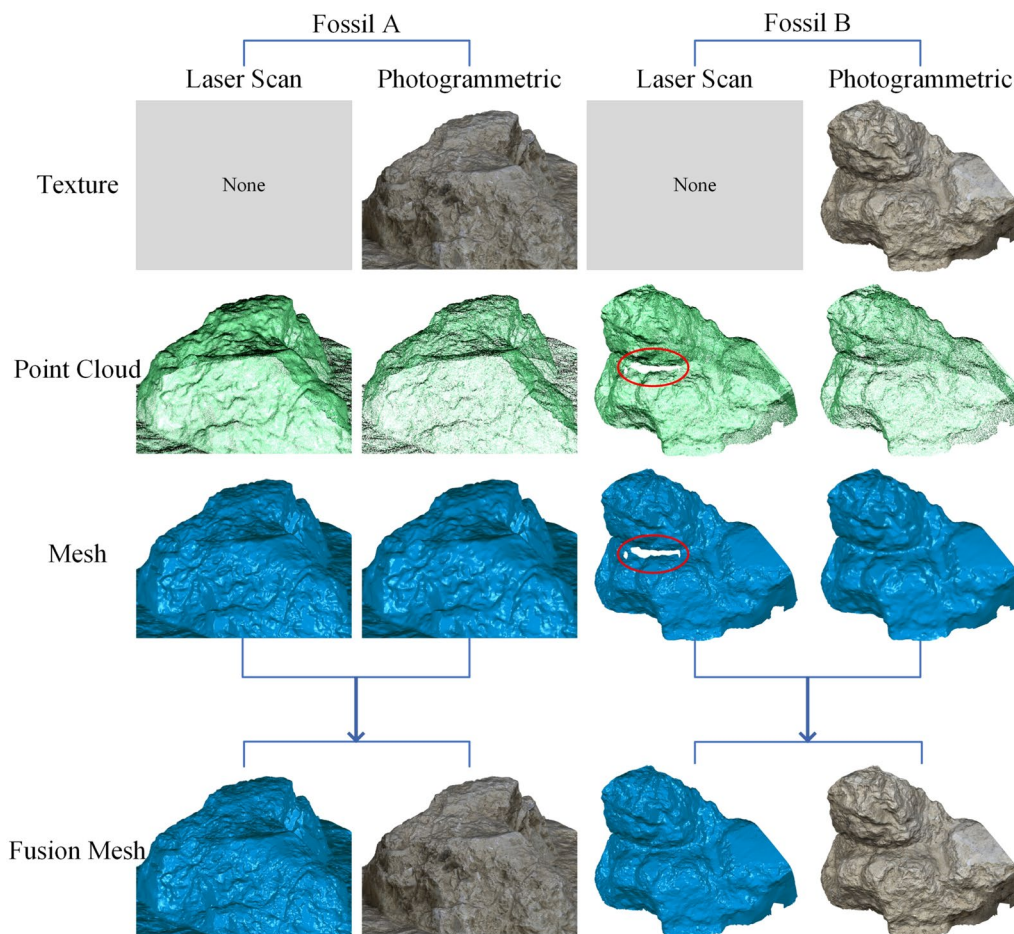 Fossil A
Fossil B
Laser Scan
Photogrammetric
Laser Scan
Photogrammetric
Texture
None
None
Point Cloud
Mesh
Fusion Mesh